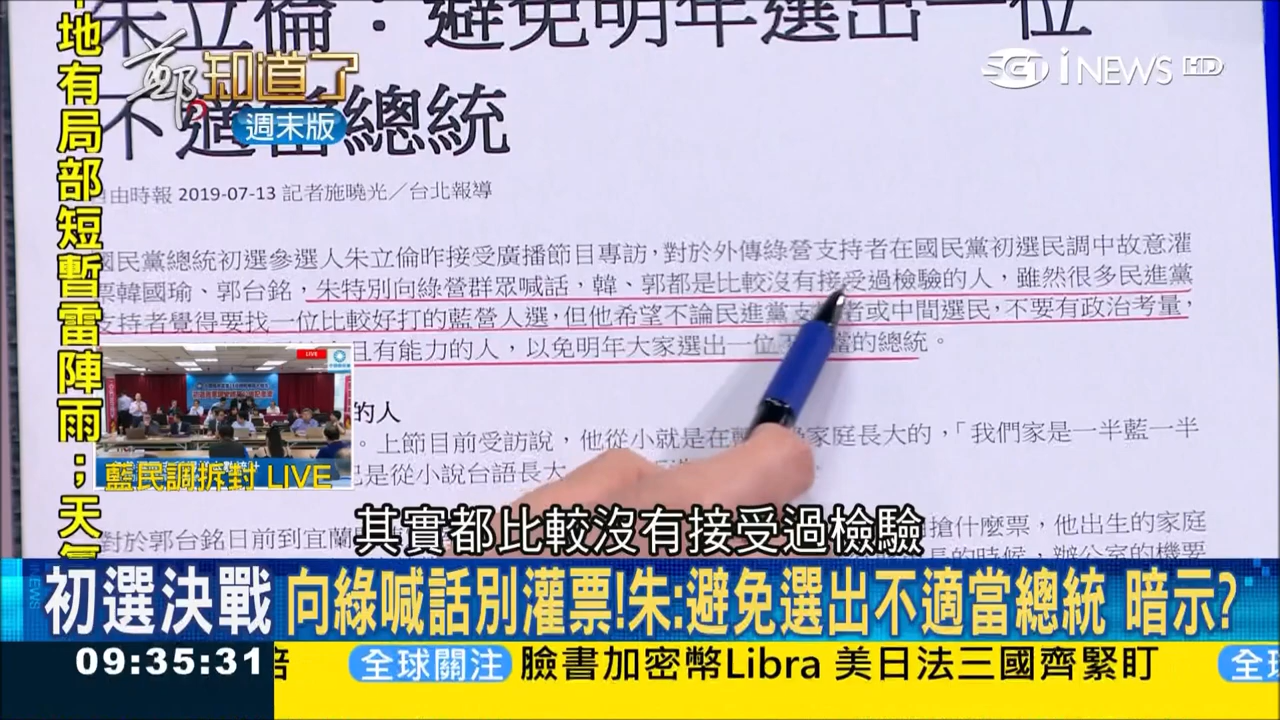 朱立倫：避免明年選出一位
不適當總統
鄭知道了
週末版
SET iNEWS HD
地有局部短暫雷陣雨；天氣
自由時報 2019-07-13 記者施曉光／台北報導
國民黨總統初選參選人朱立倫昨接受廣播節目專訪，對於外傳綠營支持者在國民黨初選民調中故意灌
票韓國瑜、郭台銘，朱特別向綠營群眾喊話，韓、郭都是比較沒有接受過檢驗的人，雖然很多民進黨
支持者覺得要找一位比較好打的藍營人選，但他希望不論民進黨支者或中間選民，不要有政治考量，
且有能力的人，以免明年大家選出一位不當的總統。
的人
。上節目前受訪說，他從小就是在家庭長大的，「我們家是一半藍一半
是從小說台語長大
對於郭台銘日前到宜蘭
搶什麼票，他出生的家庭
長的時候，辦公室的機要
LIVE
藍民調拆封 LIVE
其實都比較沒有接受過檢驗
NEWS
初選決戰
向綠喊話別灌票!朱:避免選出不適當總統 暗示?
09:35:31
全球關注
臉書加密幣Libra 美日法三國齊緊盯
全球